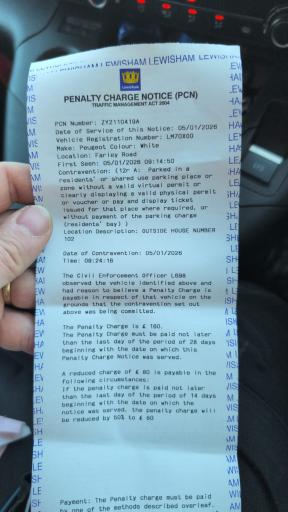 LEWISHAM LEWISHAM LEWISHAM
PENALTY CHARGE NOTICE (PCN)
TRAFFIC MANAGEMENT ACT 2004
PCN Number: ZY2110419A
Date of Service of this Notice: 05/01/2026
Vehicle Registration Number: LM70XOO
Make: Peugeot Colour: White
Location: Farley Road
First Seen: 05/01/2026 09:14:50
Contravention: (12r A: Parked in a
residents' or shared use parking place or
zone without a valid virtual permit or
clearly displaying a valid physical permit
or voucher or pay and display ticket
issued for that place where required, or
without payment of the parking charge
(residents' bay) )
Location Description: OUTSIDE HOUSE NUMBER
102
Date of Contravention: 05/01/2026
Time: 09:24:16
The Civil Enforcement Officer L698
observed the vehicle identified above and
had reason to believe a Penalty Charge is
payable in respect of that vehicle on the
grounds that the contravention set out
above was being committed.
The Penalty Charge is £ 160.
The Penalty Charge must be paid not later
than the last day of the period of 28 days
beginning with the date on which this
Penalty Charge Notice was served.
A reduced charge of £ 80 is payable in the
following circumstances:
If the penalty charge is paid not later
than the last day of the period of 14 days
beginning with the date on which the
notice was served, the penalty charge will
be reduced by 50% to £ 80
Payment: The Penalty charge must be paid
by one of the methods described overleaf.